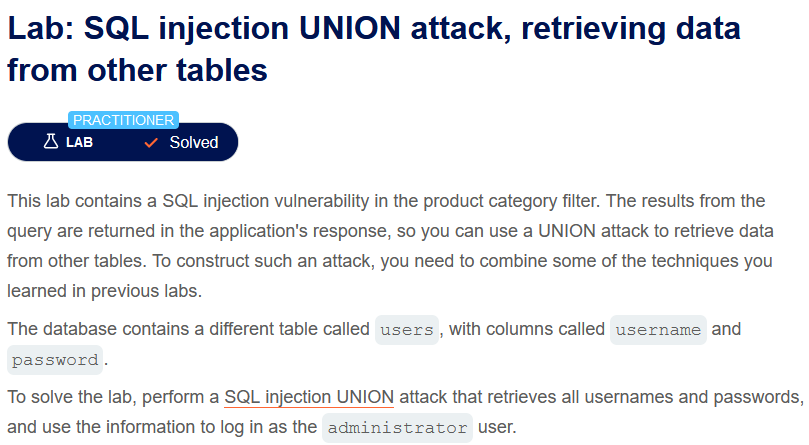 Lab: SQL injection UNION attack, retrieving data
from other tables
PRACTITIONER
LAB
Solved
This lab contains a SQL injection vulnerability in the product category filter. The results from the
query are returned in the application's response, so you can use a UNION attack to retrieve data
from other tables. To construct such an attack, you need to combine some of the techniques you
learned in previous labs.
The database contains a different table called users, with columns called username and
password.
To solve the lab, perform a SQL injection UNION attack that retrieves all usernames and passwords,
and use the information to log in as the administrator user.